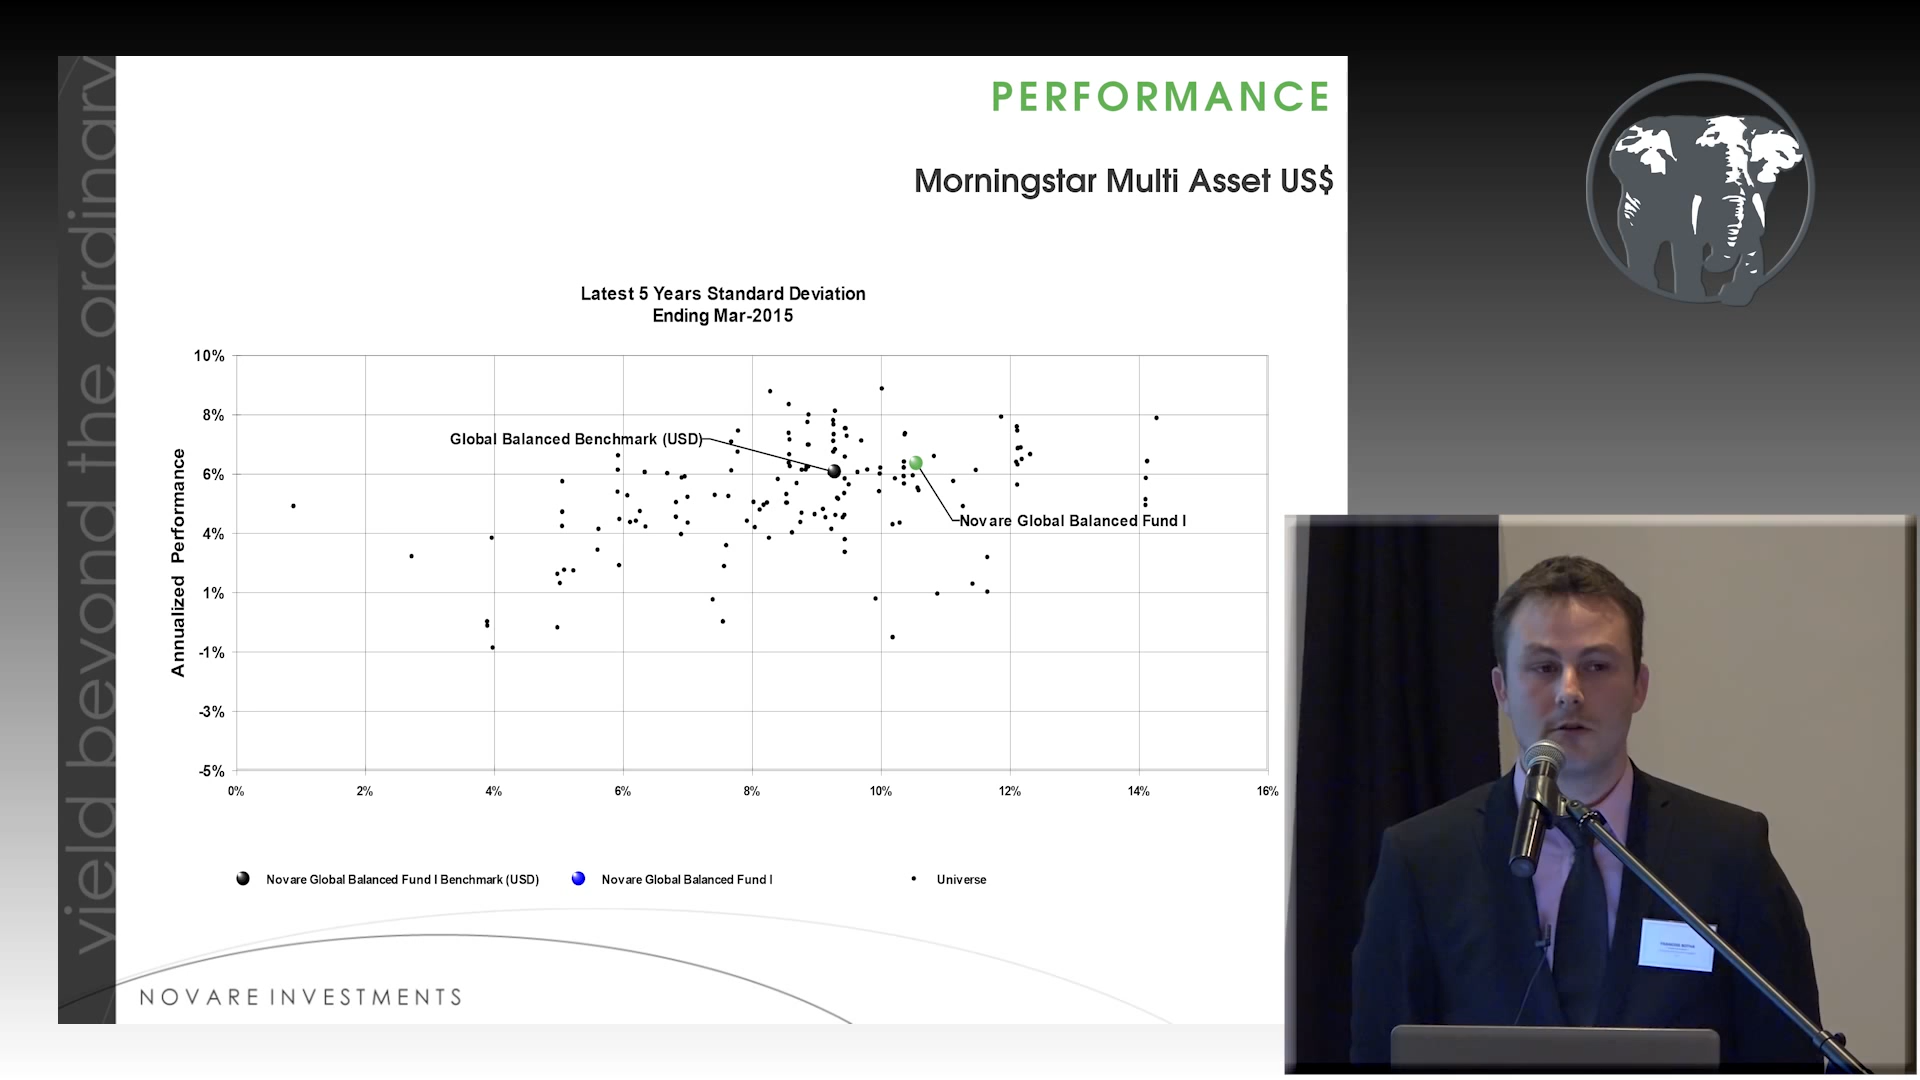 yield beyond the ordinary
PERFORMANCE
Morningstar Multi Asset US$
Latest 5 Years Standard Deviation
Ending Mar-2015
Annualized Performance
10%
8%
6%
4%
1%
-1%
-3%
-5%
Global Balanced Benchmark (USD)
Novare Global Balanced Fund I
0% 2% 4% 6% 8% 10% 12% 14% 16%
Novare Global Balanced Fund I Benchmark (USD) Novare Global Balanced Fund I Universe
NOVARE INVESTMENTS